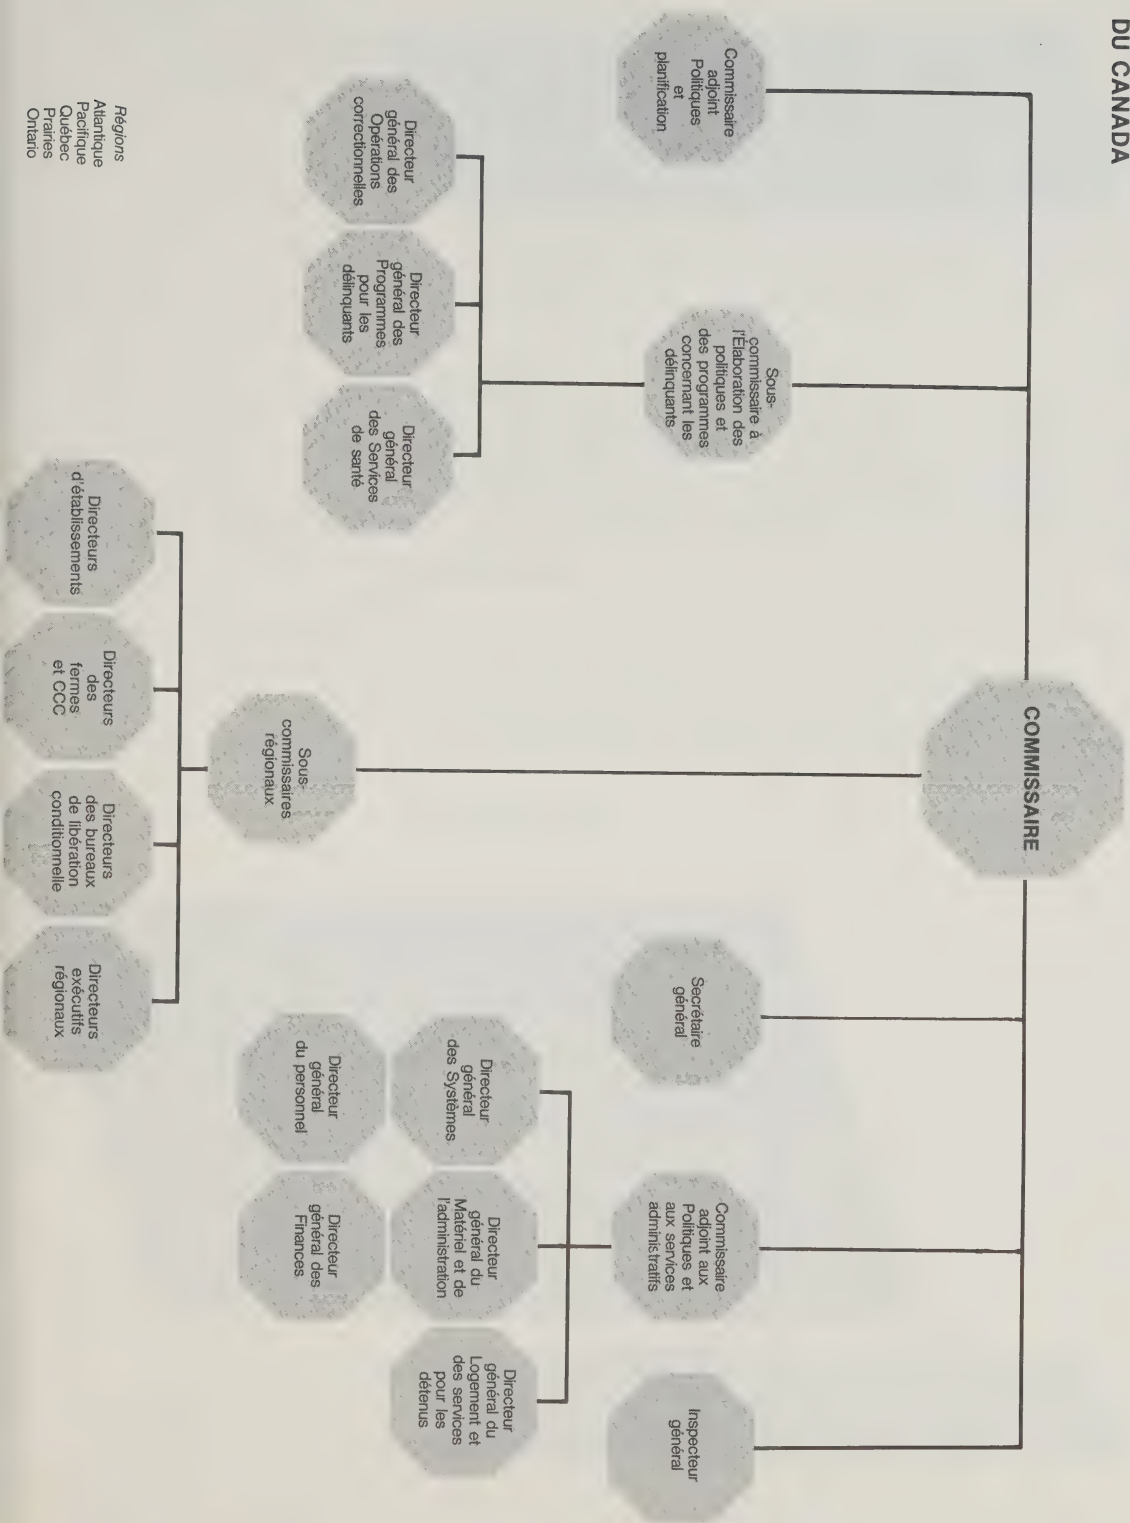 DU CANADA
COMMISSAIRE
Commissaire
adjoint
Politiques
et
planification
Sous-
commissaire à
l'Élaboration des
politiques et
des programmes
concernant les
délinquants
Secrétaire
général
Commissaire
adjoint aux
Politiques et
aux services
administratifs
Inspecteur
général
Directeur
général des
Opérations
correctionnelles
Directeur
général des
Programmes
pour les
délinquants
Directeur
général
des Services
de santé
Directeur
général
des Systèmes
Directeur
général du
Matériel et de
l'administration
Directeur
général du
Logement et
des services
pour les
détenus
Directeur
général
du personnel
Directeur
général des
Finances
Sous-
commissaires
régionaux
Directeurs
d'établissements
Directeurs
des
fermes
et CCC
Directeurs
des bureaux
de libération
conditionnelle
Directeurs
exécutifs
régionaux
Régions
Atlantique
Pacifique
Québec
Prairies
Ontario